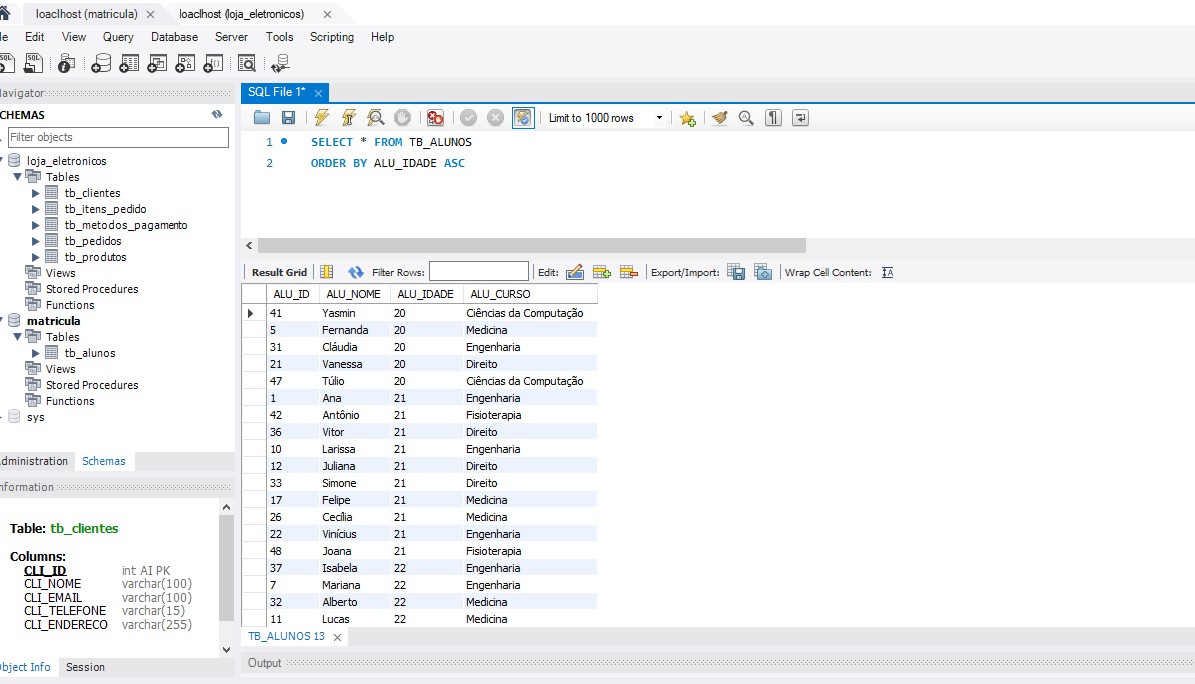 loaclhost (matricula)
loaclhost (loja_eletronicos)
le Edit View Query Database Server Tools Scripting Help
SQL SQL
Navigator
SQL File 1*
CHEMAS
Limit to 1000 rows
Filter objects
1 SELECT * FROM TB_ALUNOS
2 ORDER BY ALU_IDADE ASC
loja_eletronicos
Tables
tb_clientes
tb_itens_pedido
tb_metodos_pagamento
tb_pedidos
tb_produtos
Views
Stored Procedures
Functions
matricula
Tables
tb_alunos
Views
Stored Procedures
Functions
sys
dministration Schemas
nformation
Table: tb_clientes
Columns:
CLI_ID int AI PK
CLI_NOME varchar(100)
CLI_EMAIL varchar(100)
CLI_TELEFONE varchar(15)
CLI_ENDERECO varchar(255)
bject Info Session
Result Grid Filter Rows: Edit: Export/Import: Wrap Cell Content: IA
ALU_ID ALU_NOME ALU_IDADE ALU_CURSO
41 Yasmin 20 Ciências da Computação
5 Fernanda 20 Medicina
31 Cláudia 20 Engenharia
21 Vanessa 20 Direito
47 Túlio 20 Ciências da Computação
1 Ana 21 Engenharia
42 Antônio 21 Fisioterapia
36 Vitor 21 Direito
10 Larissa 21 Engenharia
12 Juliana 21 Direito
33 Simone 21 Direito
17 Felipe 21 Medicina
26 Cecília 21 Medicina
22 Vinícius 21 Engenharia
48 Joana 21 Fisioterapia
37 Isabela 22 Engenharia
7 Mariana 22 Engenharia
32 Alberto 22 Medicina
11 Lucas 22 Medicina
TB_ALUNOS 13
Output